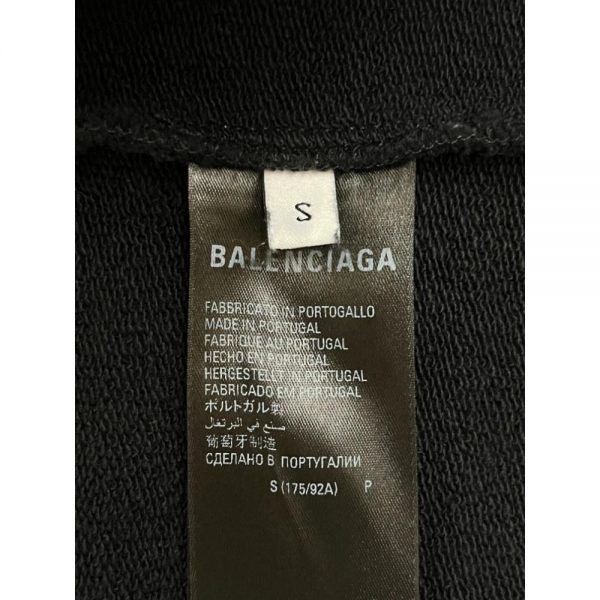 S
BALENCIAGA
FABBRICATO IN PORTOGALLO
MADE IN PORTUGAL
FABRIQUE AU PORTUGAL
HECHO EN PORTUGAL
HERGESTELLT IN PORTUGAL
FABRICADO EM PORTUGAL
ポルトガル製
صنع في البرتغال
葡萄牙制造
СДЕЛАНО В ПОРТУГАЛИИ
S (175/92A) P